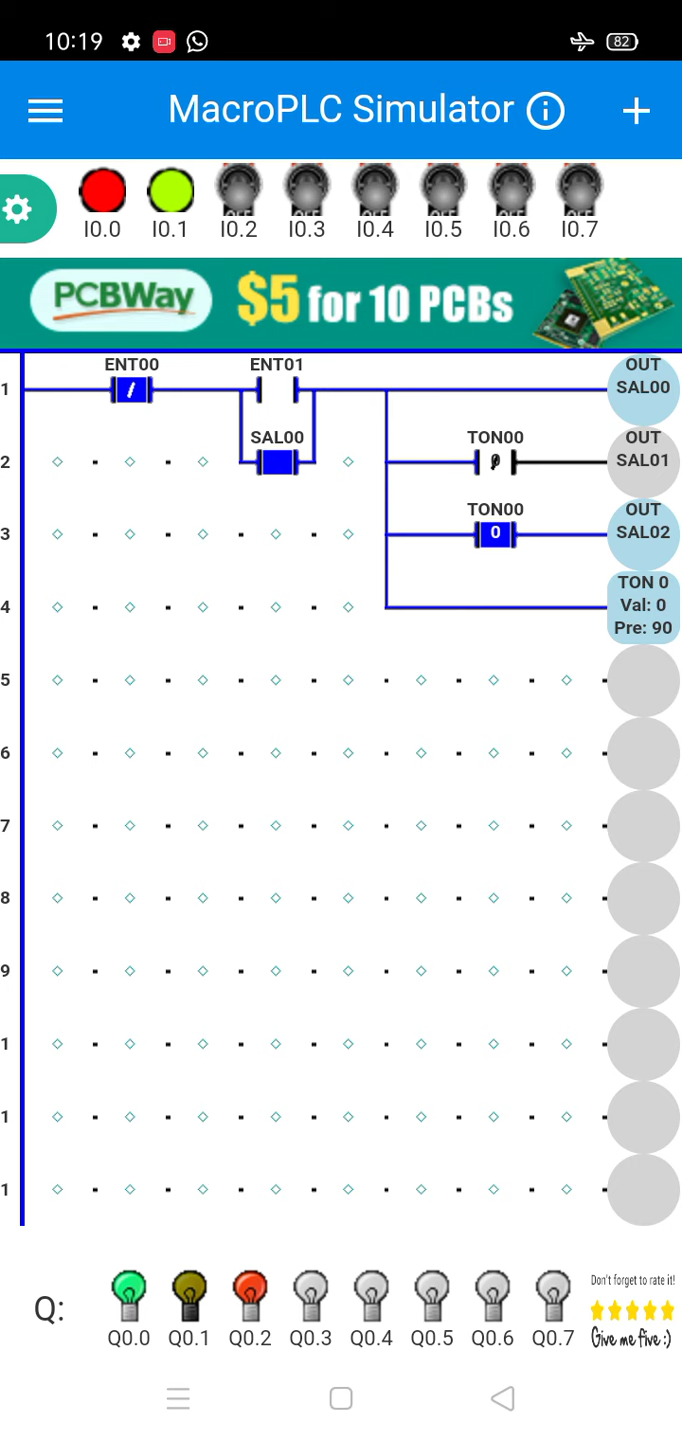 10:19 82
MacroPLC Simulator
I0.0 I0.1 I0.2 I0.3 I0.4 I0.5 I0.6 I0.7
PCBWay $5 for 10 PCBs
ENT00 ENT01 OUT
1 SAL00
SAL00 TON00 OUT
2 SAL01
TON00 OUT
3 0 SAL02
TON 0
4 Val: 0
Pre: 90
5
6
7
8
9
1
1
1
Don't forget to rate it!
Q:
Give me five :)
Q0.0 Q0.1 Q0.2 Q0.3 Q0.4 Q0.5 Q0.6 Q0.7